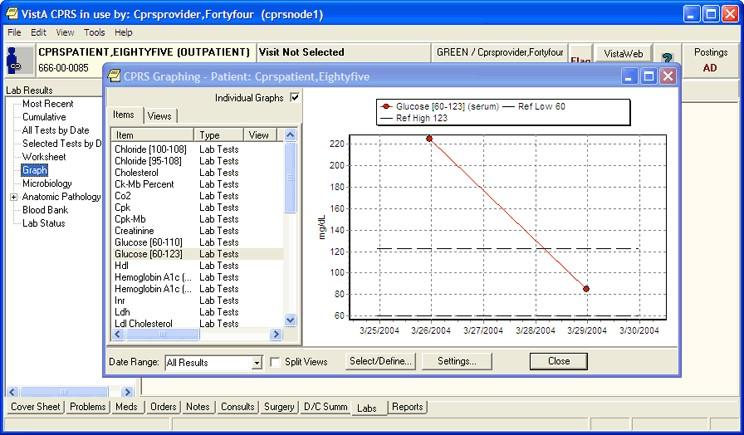 VistA CPRS in use by: Cprsprovider,Fortyfour (cprsnode1)
File Edit View Tools Help
CPRSPATIENT,EIGHTYFIVE (OUTPATIENT) Visit Not Selected GREEN / Cprsprovider,Fortyfour Flag VistaWeb ? Postings
666-00-0085 AD
CPRS Graphing - Patient: Cprspatient,Eightyfive
Lab Results
Most Recent
Cumulative
All Tests by Date
Selected Tests by D
Worksheet
Graph
Microbiology
Anatomic Pathology
Blood Bank
Lab Status
Individual Graphs
Items Views
Item Type View
Chloride [100-108] Lab Tests
Chloride [95-108] Lab Tests
Cholesterol Lab Tests
Ck-Mb Percent Lab Tests
Co2 Lab Tests
Cpk Lab Tests
Cpk-Mb Lab Tests
Creatinine Lab Tests
Glucose [60-110] Lab Tests
Glucose [60-123] Lab Tests
Hdl Lab Tests
Hemoglobin A1c (... Lab Tests
Hemoglobin A1c (... Lab Tests
Inr Lab Tests
Ldh Lab Tests
Ldl Cholesterol Lab Tests
Glucose [60-123] (serum) Ref Low 60
Ref High 123
mg/dL
220
200
180
160
140
120
100
80
60
3/25/2004 3/26/2004 3/27/2004 3/28/2004 3/29/2004 3/30/2004
Date Range: All Results Split Views Select/Define... Settings... Close
Cover Sheet Problems Meds Orders Notes Consults Surgery D/C Summ Labs Reports